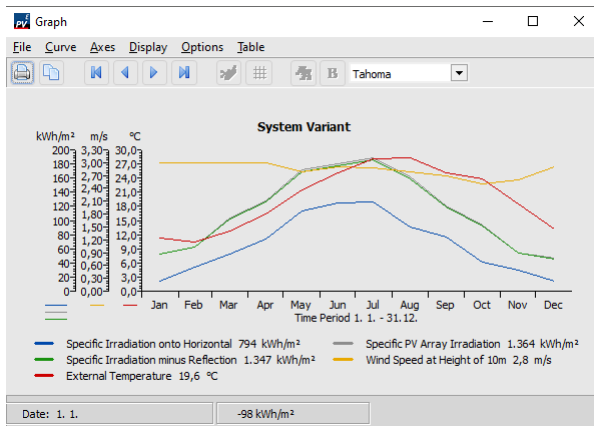 PV Graph
File Curve Axes Display Options Table
B Tahoma
System Variant
kWh/m² m/s °C
200 3,30 30,0
180 3,00 27,0
160 2,70 24,0
140 2,40 21,0
120 2,10 18,0
100 1,80 15,0
80 1,50 12,0
60 1,20 9,0
40 0,90 6,0
20 0,60 3,0
0 0,30 0,0
0,00
Jan Feb Mar Apr May Jun Jul Aug Sep Oct Nov Dec
Time Period 1. 1. - 31.12.
Specific Irradiation onto Horizontal 794 kWh/m² Specific PV Array Irradiation 1.364 kWh/m²
Specific Irradiation minus Reflection 1.347 kWh/m² Wind Speed at Height of 10m 2,8 m/s
External Temperature 19,6 °C
Date: 1. 1. -98 kWh/m²